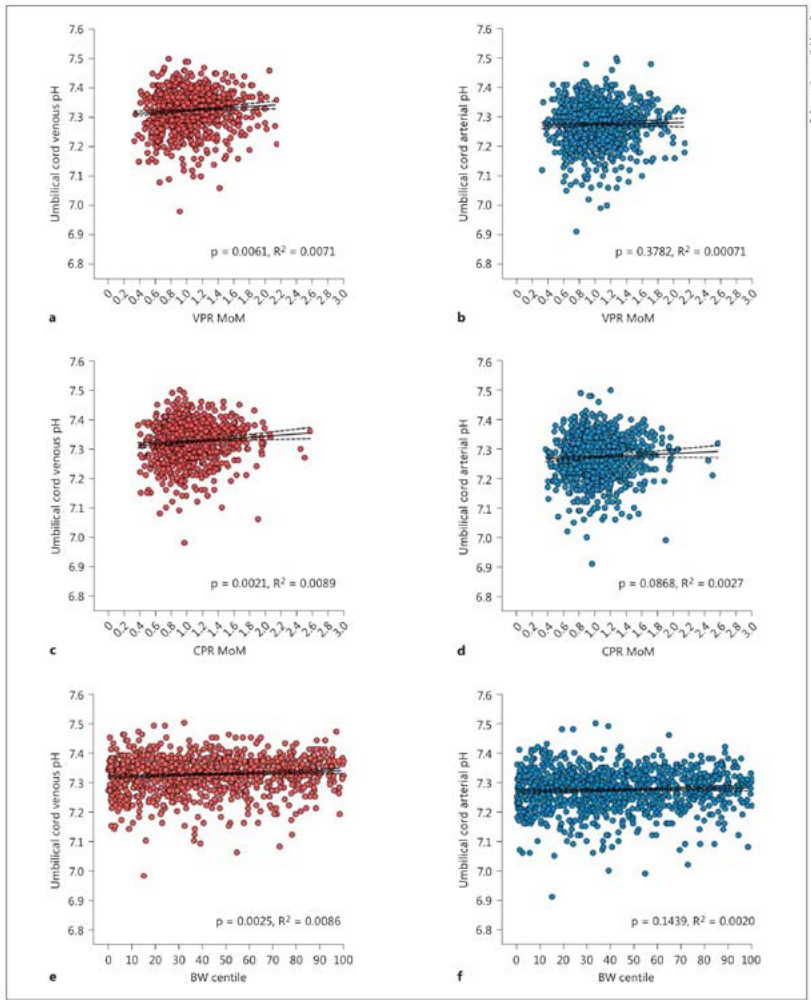 7.6
7.5
7.4
7.3
7.2
7.1
7.0
6.9
6.8
Umbilical cord venous pH
p = 0.0061, R² = 0.0071
0 0.2 0.4 0.6 0.8 1.0 1.2 1.4 1.6 1.8 2.0 2.2 2.4 2.6 2.8 3.0
a
VPR MoM
7.6
7.5
7.4
7.3
7.2
7.1
7.0
6.9
6.8
Umbilical cord arterial pH
p = 0.3782, R² = 0.00071
0 0.2 0.4 0.6 0.8 1.0 1.2 1.4 1.6 1.8 2.0 2.2 2.4 2.6 2.8 3.0
b
VPR MoM
7.6
7.5
7.4
7.3
7.2
7.1
7.0
6.9
6.8
Umbilical cord venous pH
p = 0.0021, R² = 0.0089
0 0.2 0.4 0.6 0.8 1.0 1.2 1.4 1.6 1.8 2.0 2.2 2.4 2.6 2.8 3.0
c
CPR MoM
7.6
7.5
7.4
7.3
7.2
7.1
7.0
6.9
6.8
Umbilical cord arterial pH
p = 0.0868, R² = 0.0027
0 0.2 0.4 0.6 0.8 1.0 1.2 1.4 1.6 1.8 2.0 2.2 2.4 2.6 2.8 3.0
d
CPR MoM
7.6
7.5
7.4
7.3
7.2
7.1
7.0
6.9
6.8
Umbilical cord venous pH
p = 0.0025, R² = 0.0086
0 10 20 30 40 50 60 70 80 90 100
e
BW centile
7.6
7.5
7.4
7.3
7.2
7.1
7.0
6.9
6.8
Umbilical cord arterial pH
p = 0.1439, R² = 0.0020
0 10 20 30 40 50 60 70 80 90 100
f
BW centile